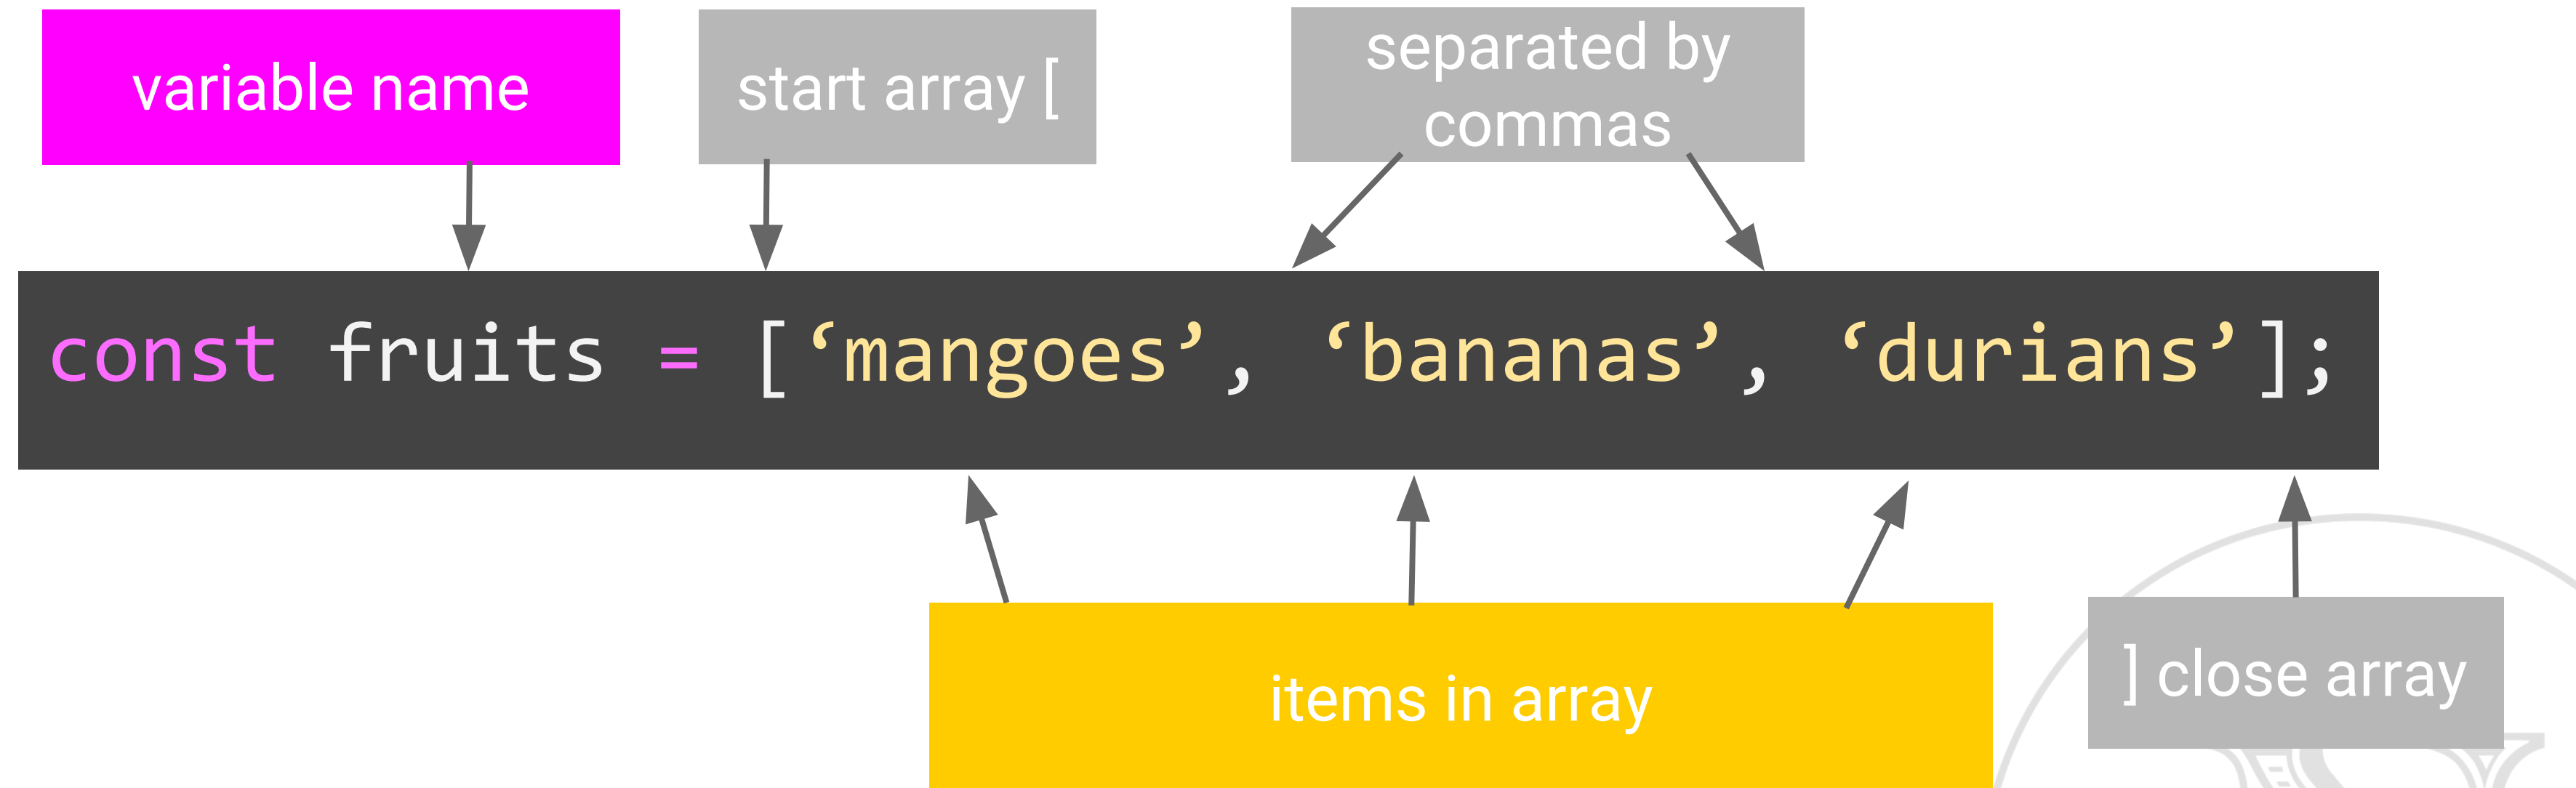 variable name
start array [
separated by
commas
const fruits = [‘mangoes’, ‘bananas’, ‘durians’];
items in array
] close array